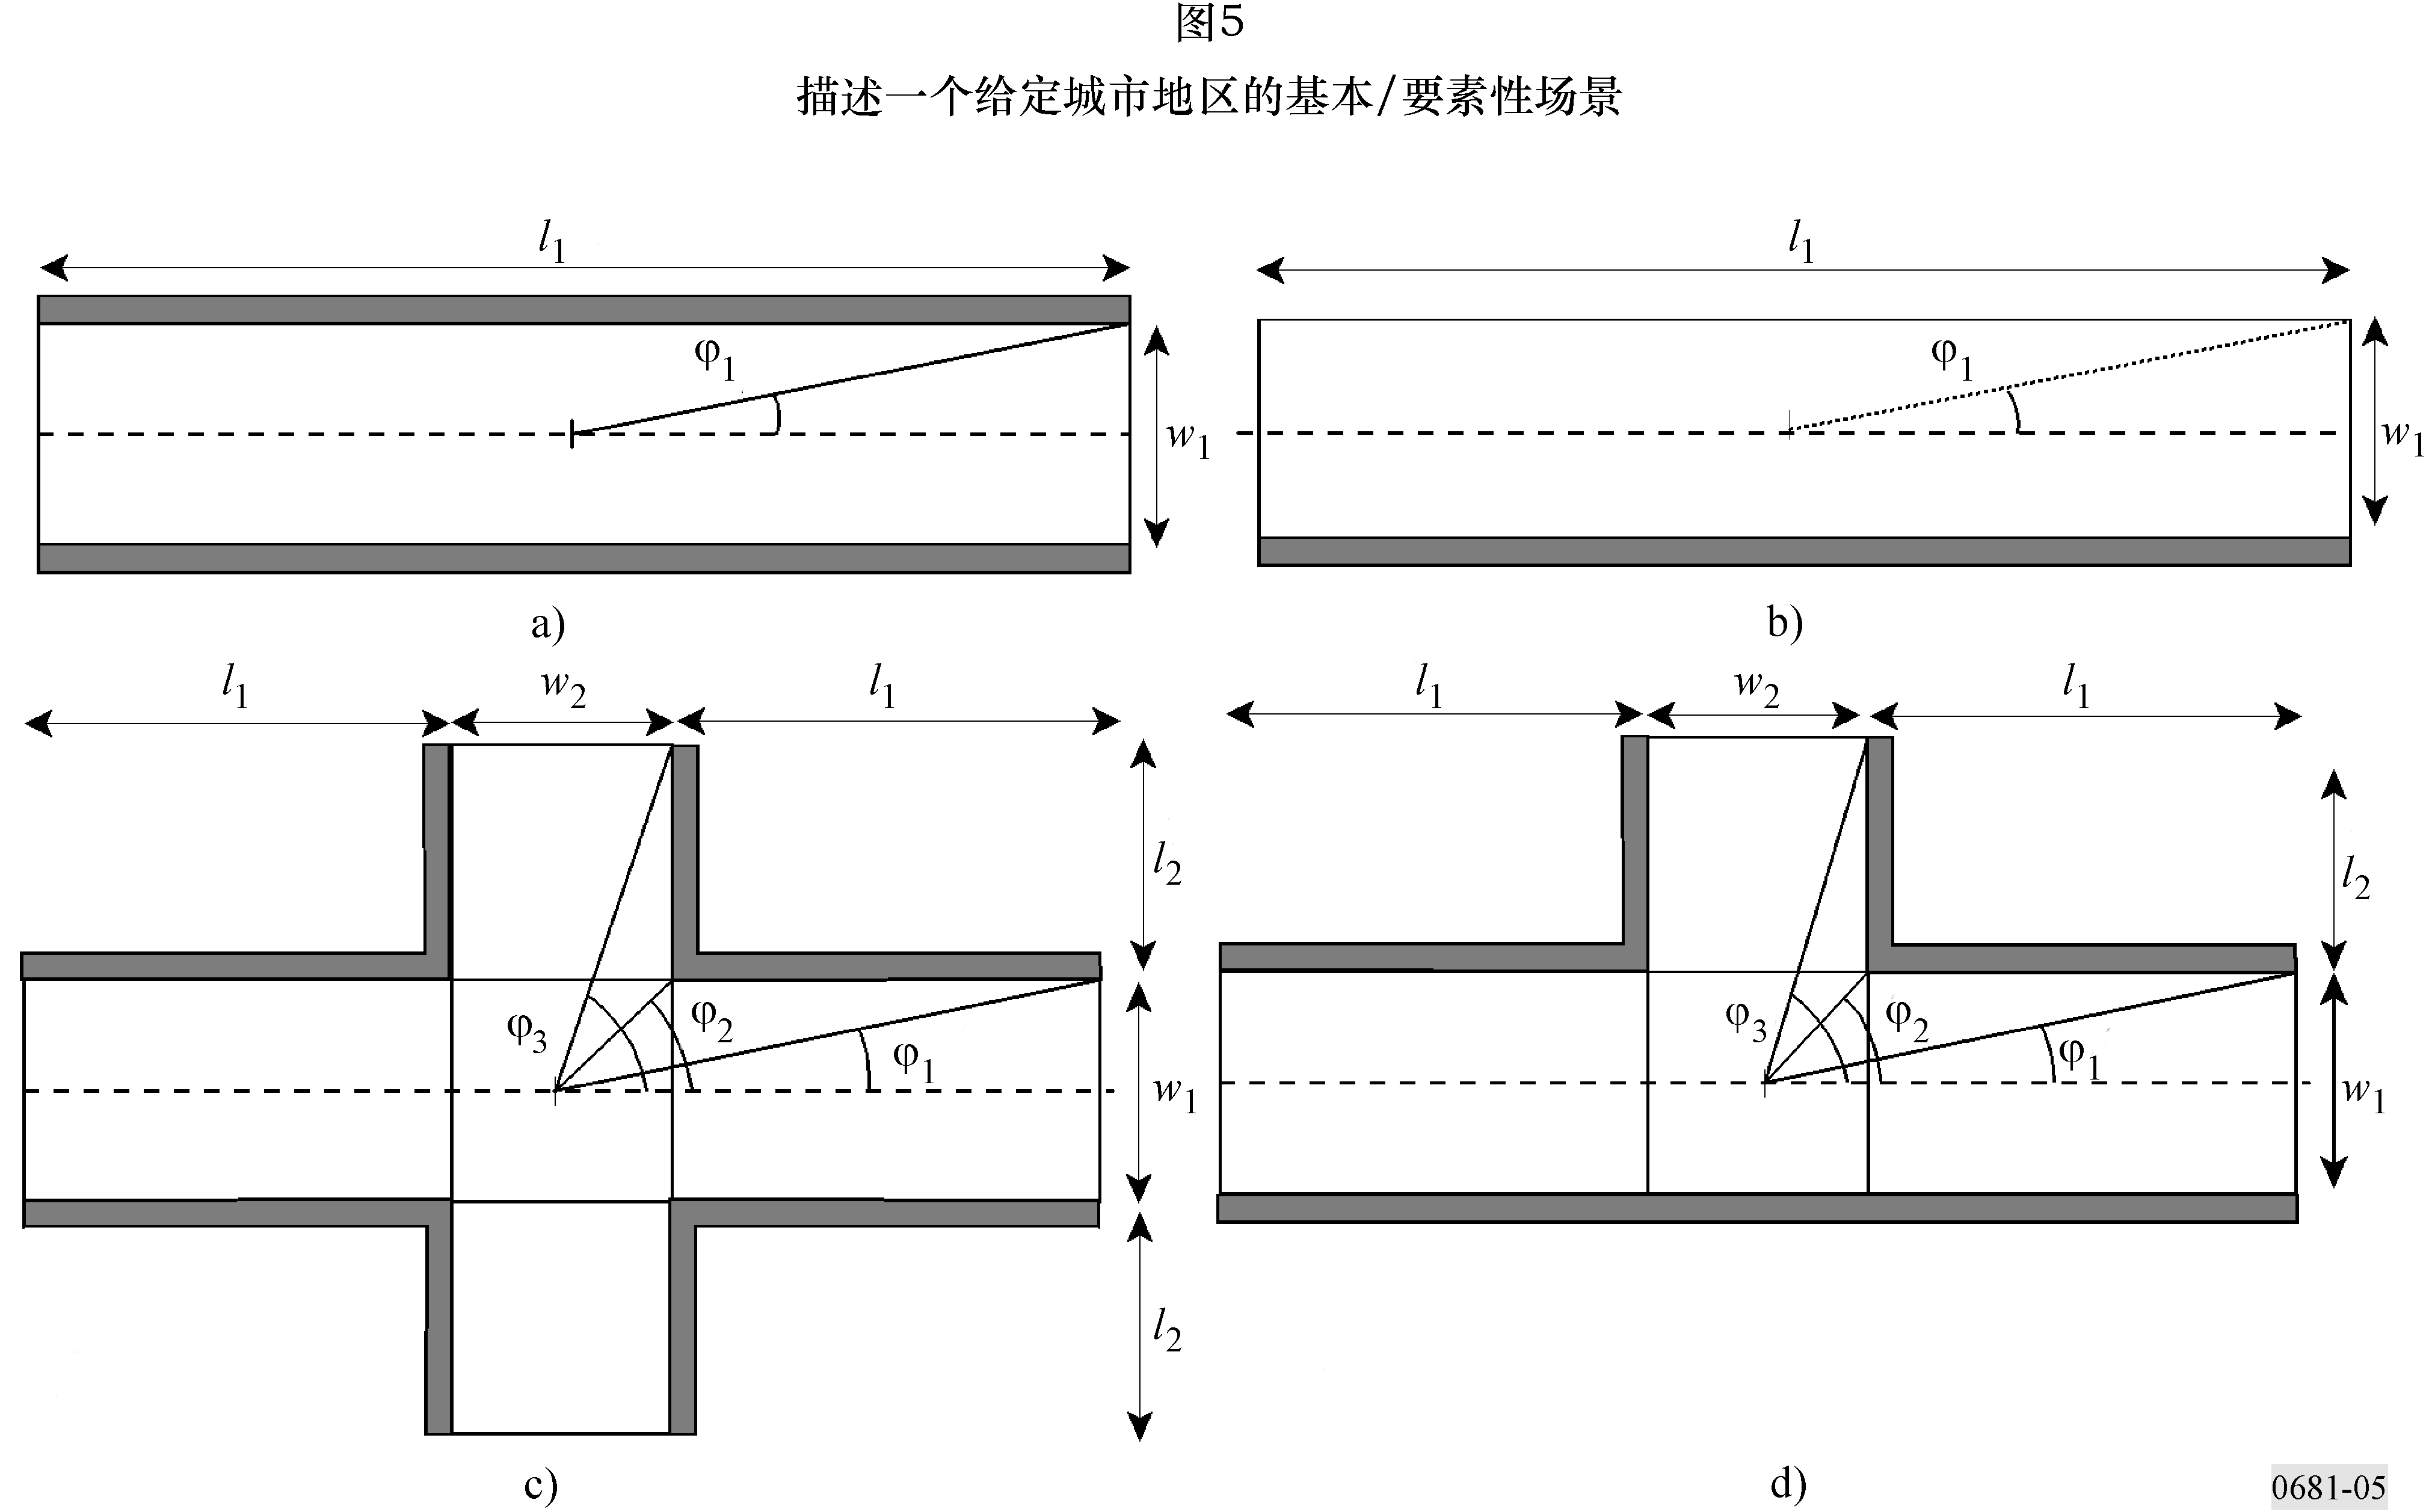 图5
描述一个给定城市地区的基本/要素性场景
l1 l1
φ1 w1 φ1 w1
a) b)
l1 w2 l1 l1 w2 l1
l2 l2
φ3 φ2 φ1 w1 φ3 φ2 φ1 w1
l2
c) d) 0681-05